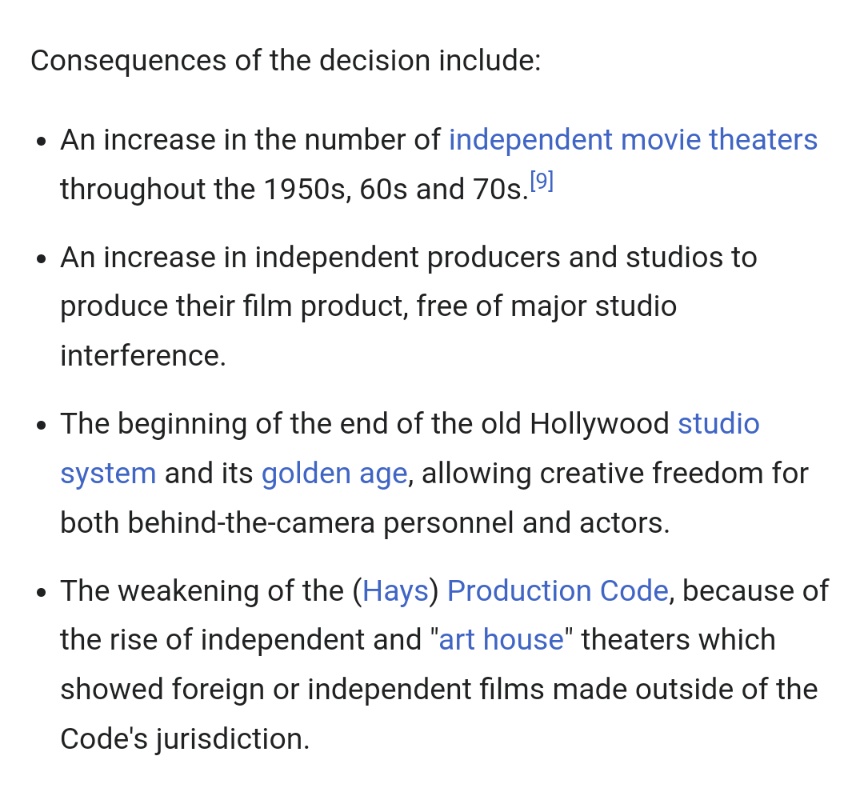 Consequences of the decision include:
• An increase in the number of independent movie theaters
throughout the 1950s, 60s and 70s.[9]
• An increase in independent producers and studios to
produce their film product, free of major studio
interference.
• The beginning of the end of the old Hollywood studio
system and its golden age, allowing creative freedom for
both behind-the-camera personnel and actors.
• The weakening of the (Hays) Production Code, because of
the rise of independent and "art house" theaters which
showed foreign or independent films made outside of the
Code's jurisdiction.